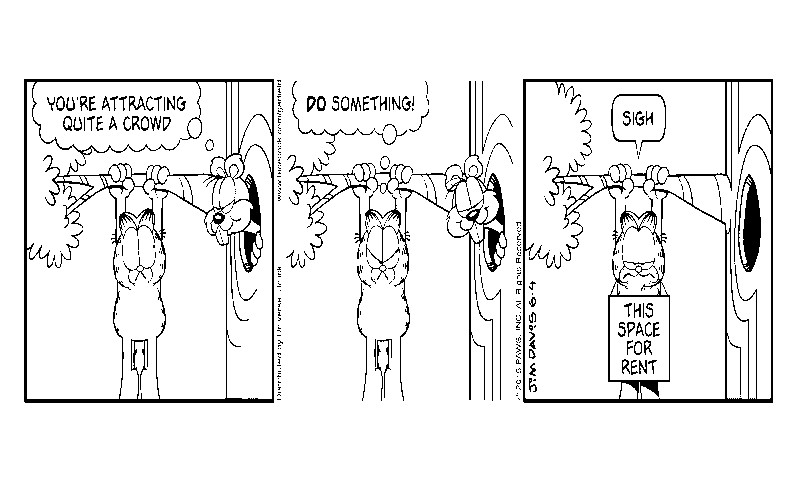 YOU'RE ATTRACTING
QUITE A CROWD
DO SOMETHING!
SIGH
THIS
SPACE
FOR
RENT
JIM DAVIS 6-4